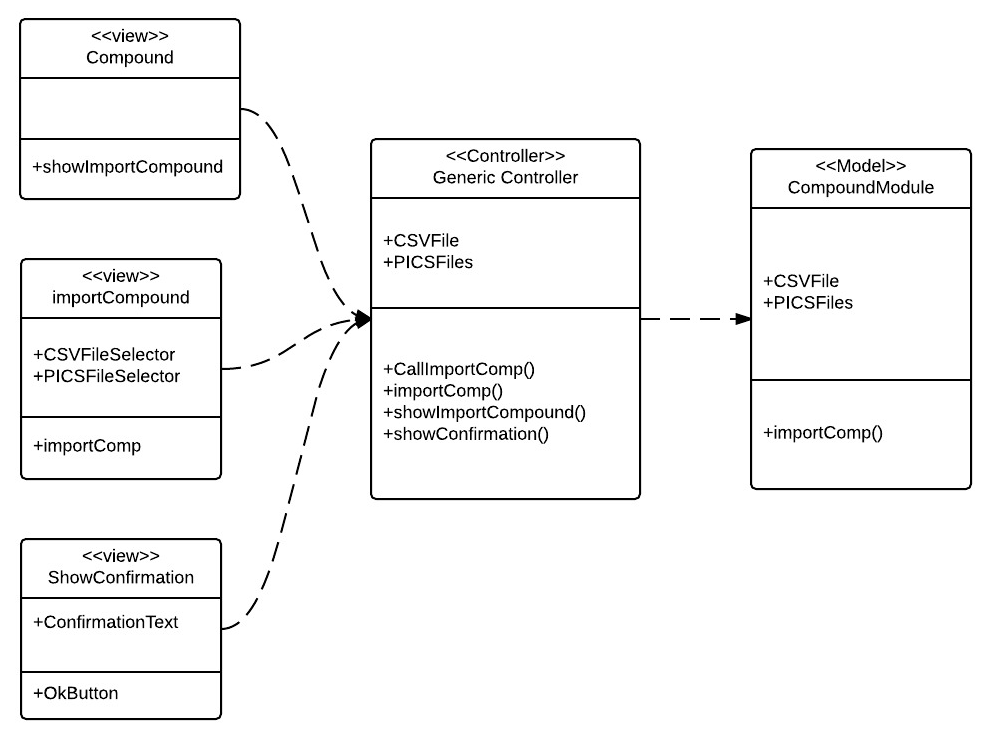 <<view>>
Compound
+showImportCompound
<<view>>
importCompound
+CSVFileSelector
+PICSFileSelector
+importComp
<<view>>
ShowConfirmation
+ConfirmationText
+OkButton
<<Controller>>
Generic Controller
+CSVFile
+PICSFiles
+CallImportComp()
+importComp()
+showImportCompound()
+showConfirmation()
<<Model>>
CompoundModule
+CSVFile
+PICSFiles
+importComp()